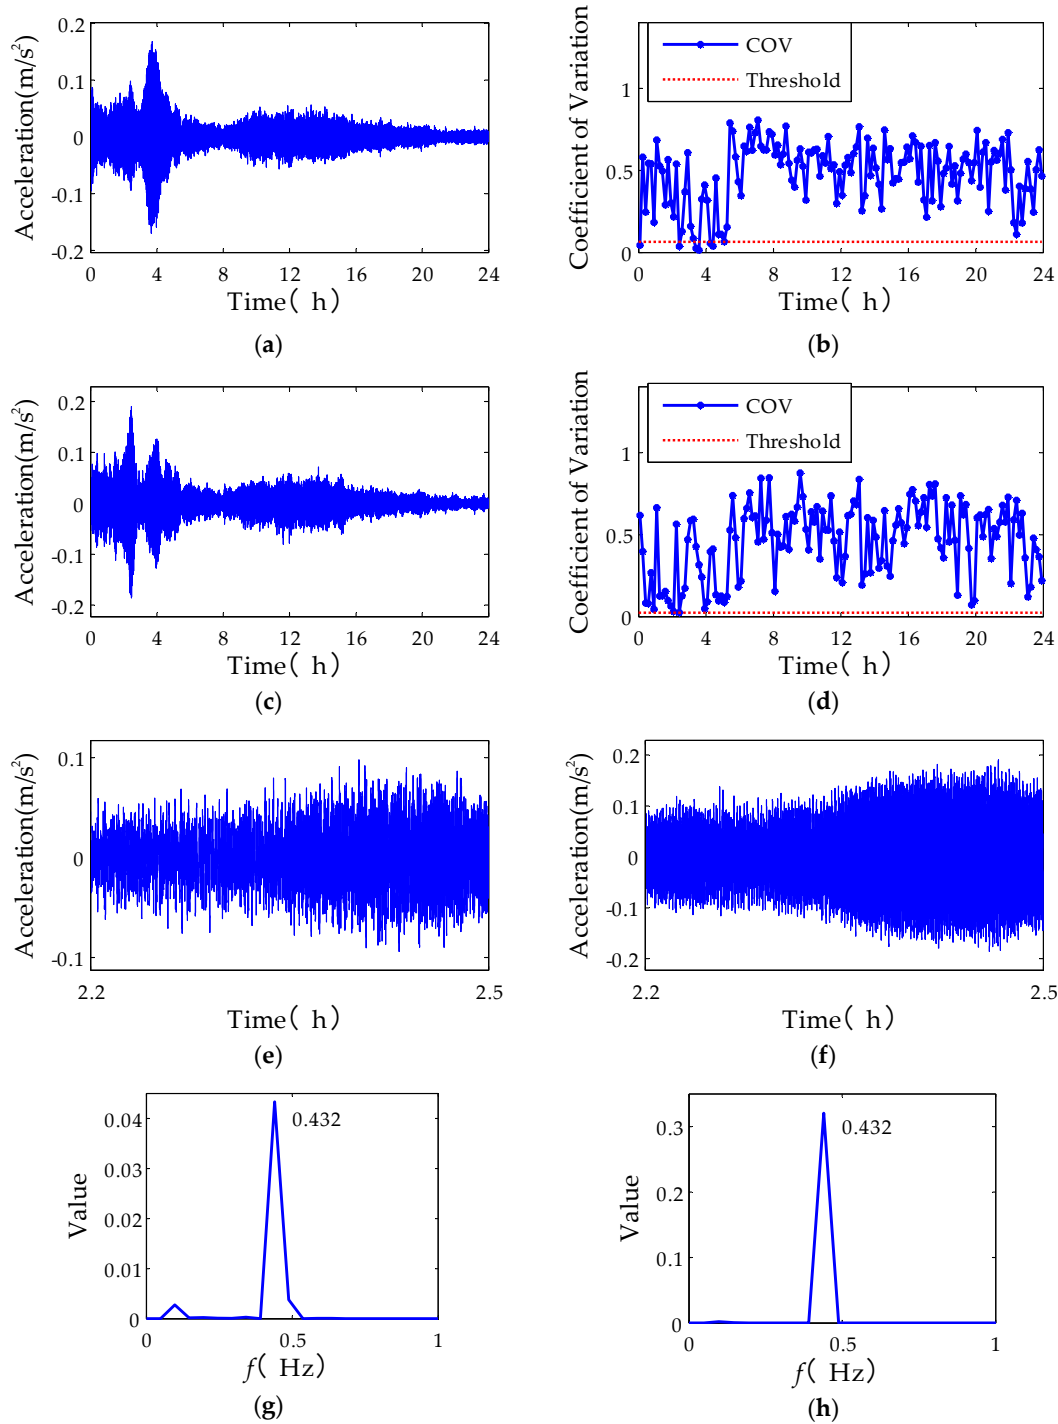 Acceleration(m/s²)
0.2
0.1
0
-0.1
-0.2
0 4 8 12 16 20 24
Time( h)
(a)
Coefficient of Variation
1
0.5
0
COV
Threshold
0 4 8 12 16 20 24
Time( h)
(b)
Acceleration(m/s²)
0.2
0.1
0
-0.1
-0.2
0 4 8 12 16 20 24
Time( h)
(c)
Coefficient of Variation
1
0.5
0
COV
Threshold
0 4 8 12 16 20 24
Time( h)
(d)
Acceleration(m/s²)
0.1
0
-0.1
2.2 2.5
Time( h)
(e)
Acceleration(m/s²)
0.2
0.1
0
-0.1
-0.2
2.2 2.5
Time( h)
(f)
Value
0.04
0.03
0.02
0.01
0
0.432
0 0.5 1
f( Hz)
(g)
Value
0.3
0.2
0.1
0
0.432
0 0.5 1
f( Hz)
(h)